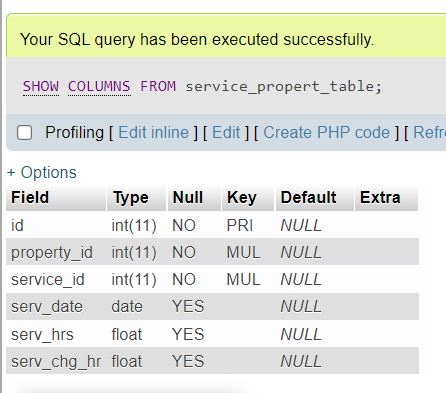 Your SQL query has been executed successfully.
SHOW COLUMNS FROM service_propert_table;
Profiling [ Edit inline ] [ Edit ] [ Create PHP code ] [ Refr
+ Options
Field Type Null Key Default Extra
id int(11) NO PRI NULL
property_id int(11) NO MUL NULL
service_id int(11) NO MUL NULL
serv_date date YES NULL
serv_hrs float YES NULL
serv_chg_hr float YES NULL